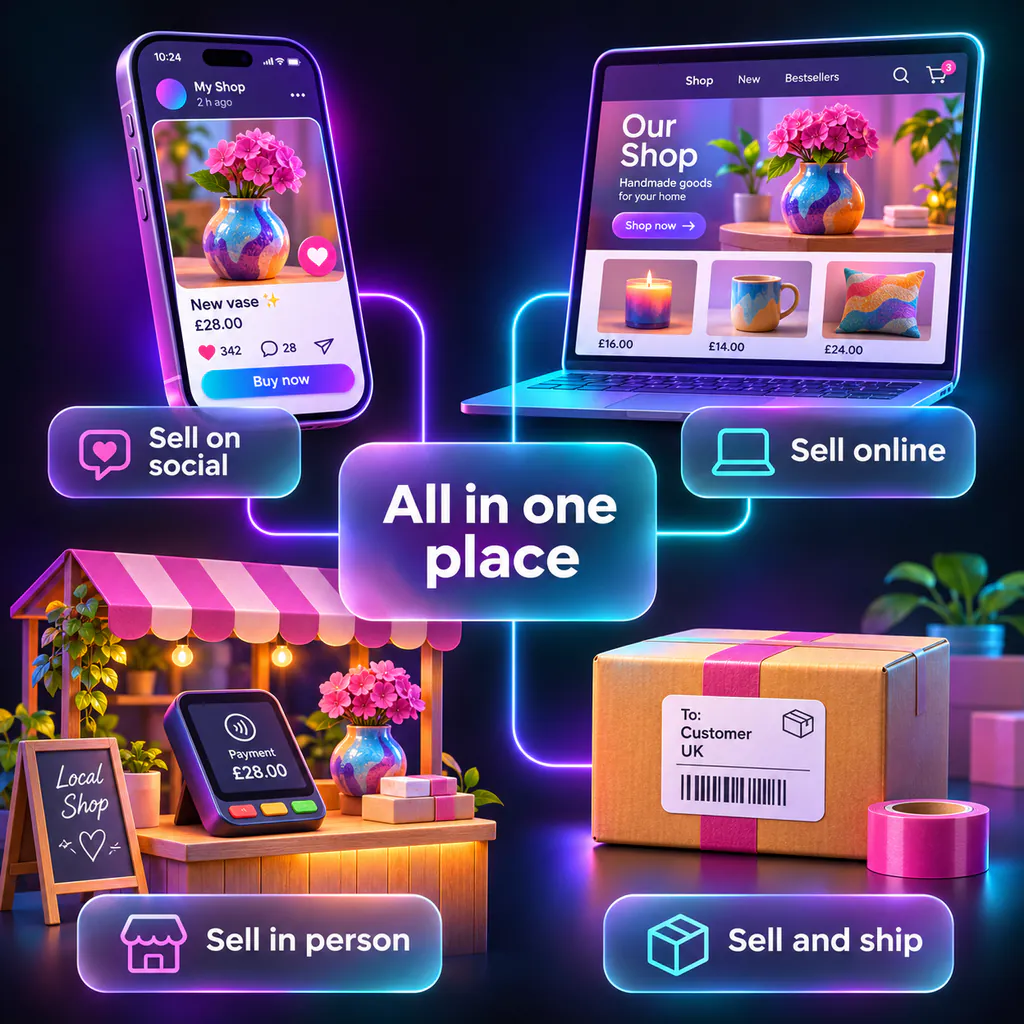 10:24
My Shop
2 h ago
New vase ✨
£28.00
342
28
Buy now
Shop New Bestsellers
3
Our
Shop
Handmade goods
for your home
Shop now →
£16.00
£14.00
£24.00
Sell on
social
Sell online
All in one
place
Payment
£28.00
Local
Shop
To:
Customer
UK
Sell in person
Sell and ship